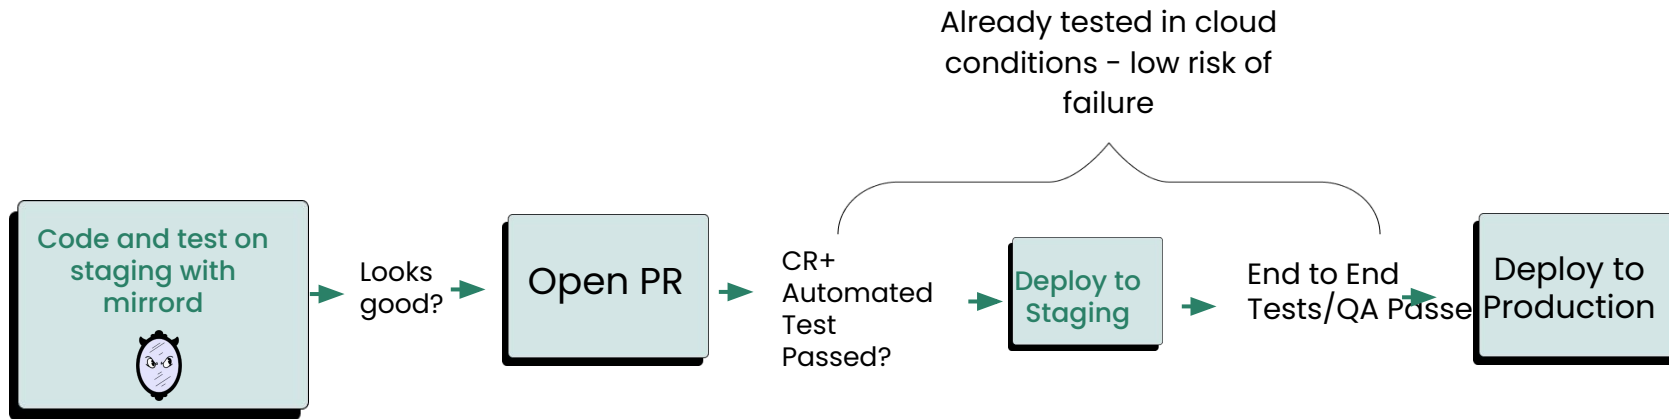 Already tested in cloud
conditions - low risk of
failure
Code and test on
staging with
mirrord
Looks
good?
Open PR
CR+
Automated
Test
Passed?
Deploy to
Staging
End to End
Tests/QA Passe
Deploy to
Production